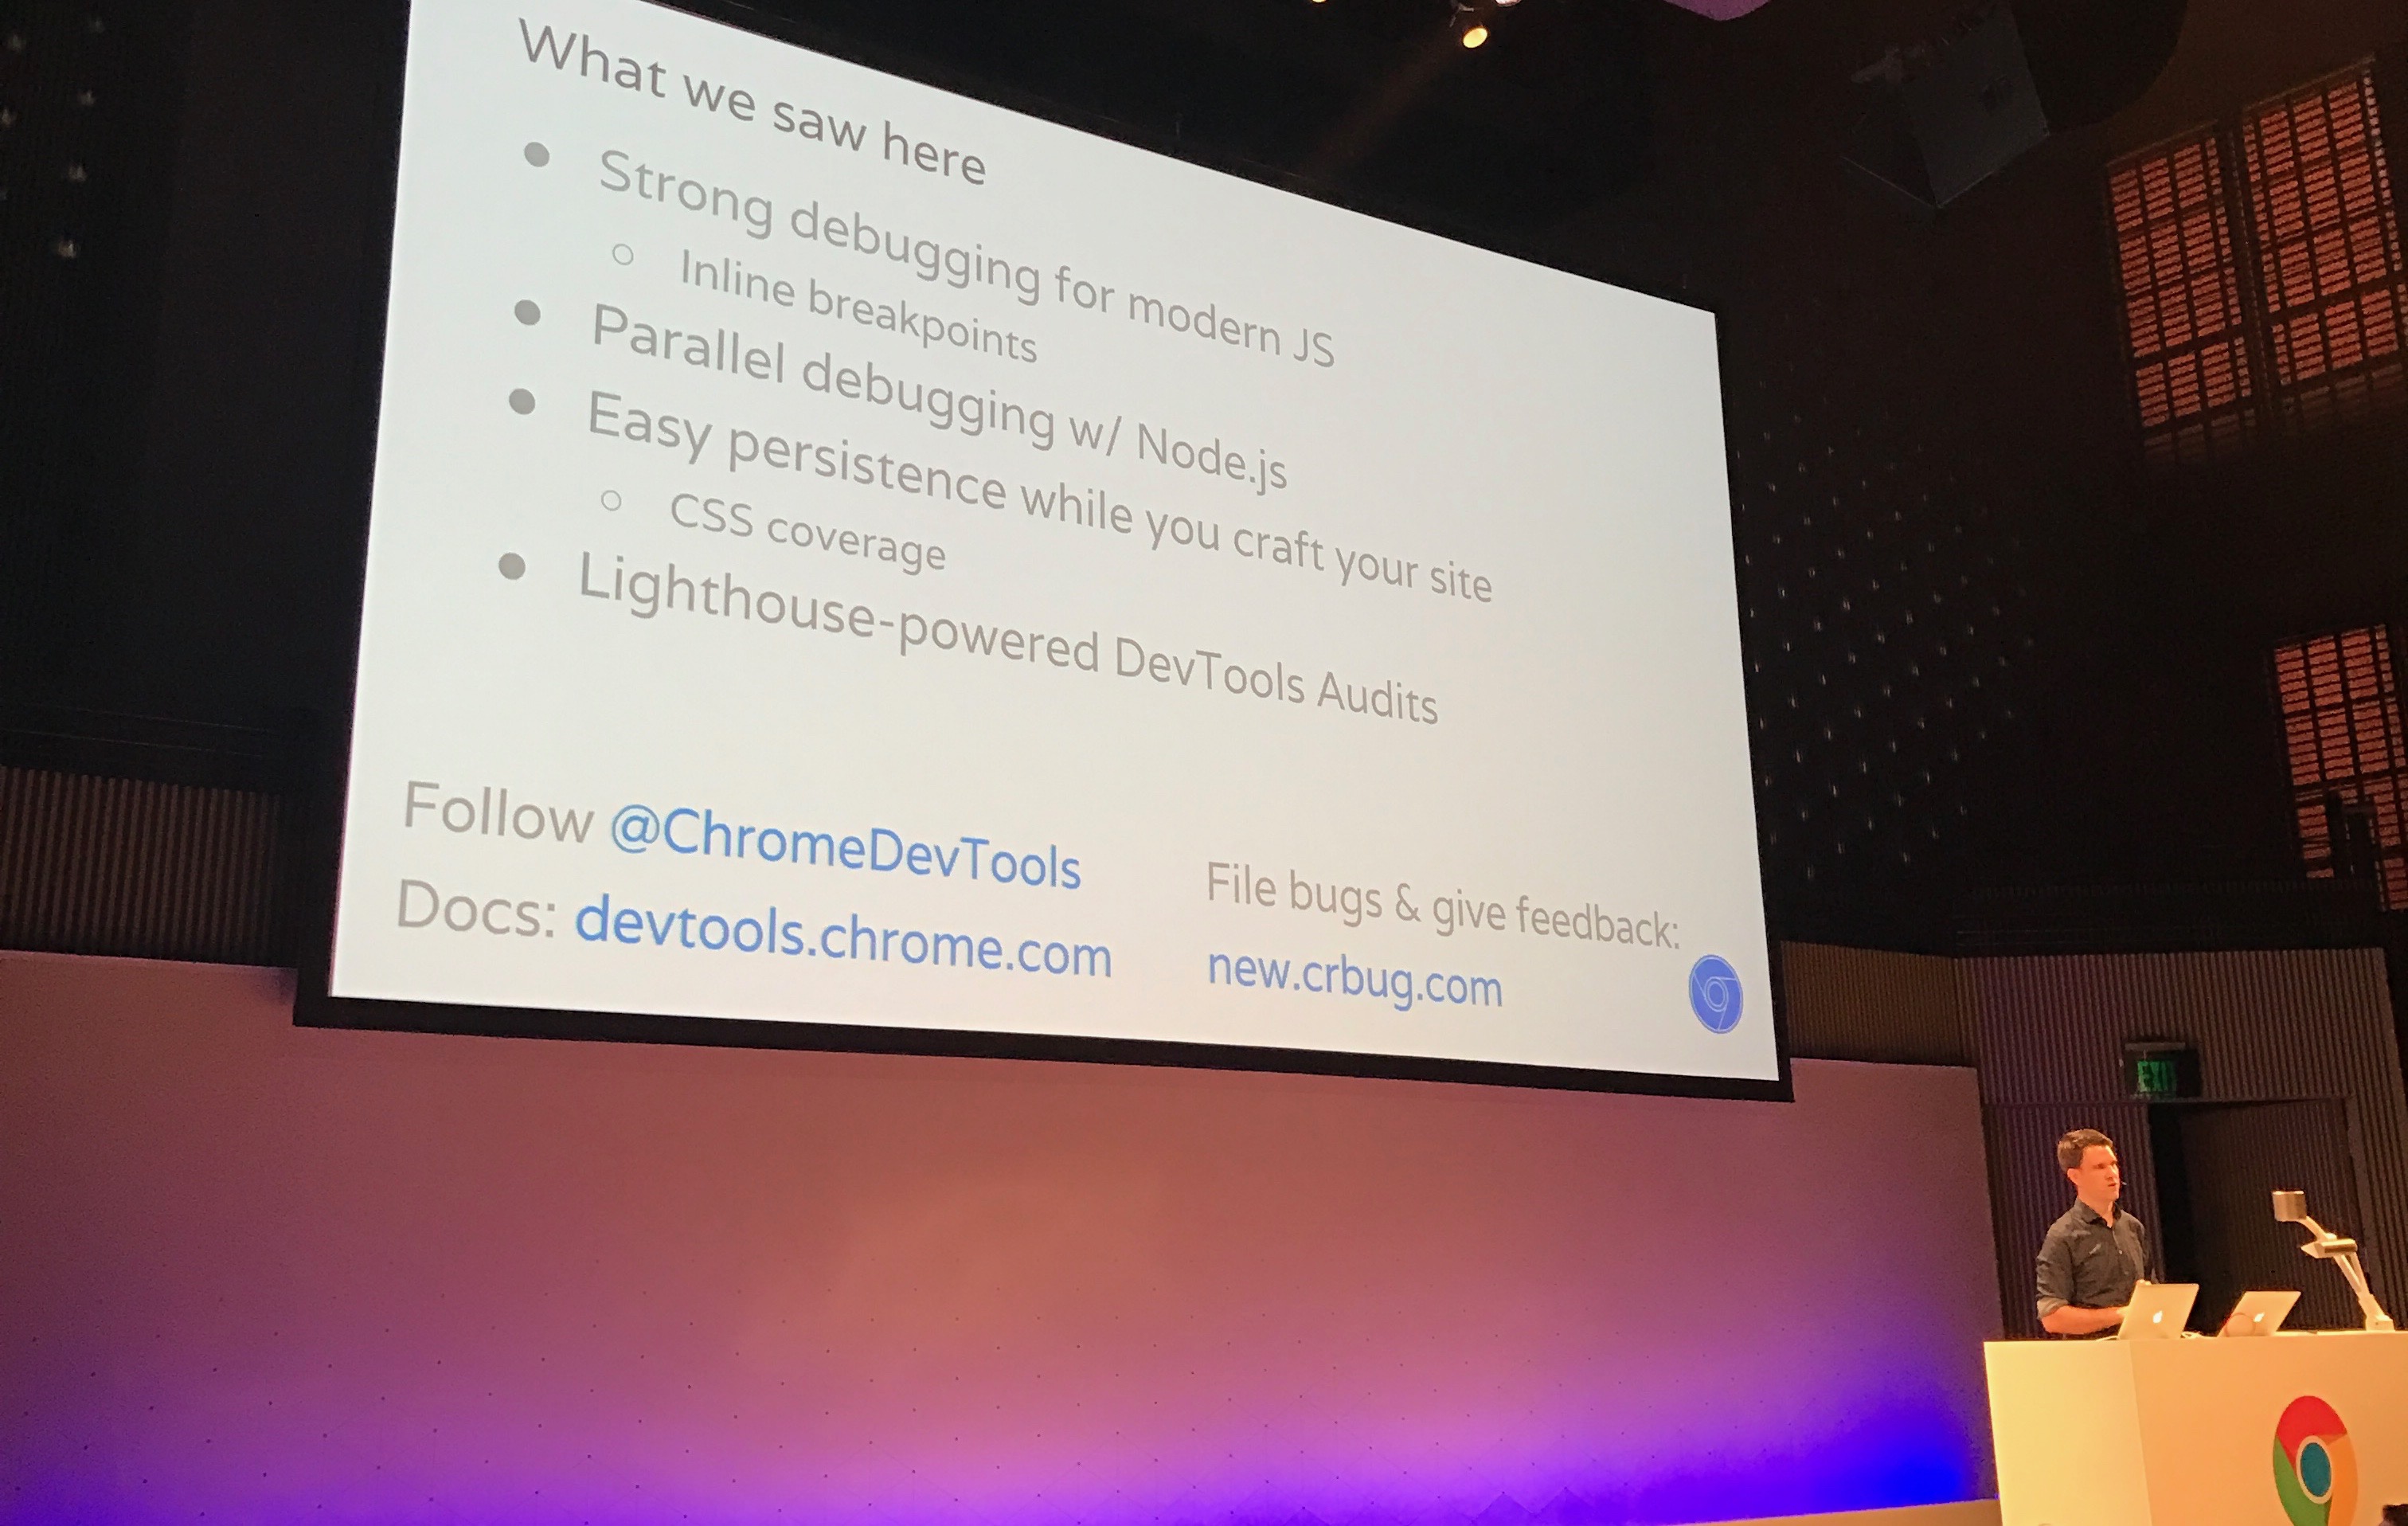 What we saw here
● Strong debugging for modern JS
○ Inline breakpoints
● Parallel debugging w/ Node.js
● Easy persistence while you craft your site
○ CSS coverage
● Lighthouse-powered DevTools Audits
Follow @ChromeDevTools
Docs: devtools.chrome.com
File bugs & give feedback:
new.crbug.com
EXIT